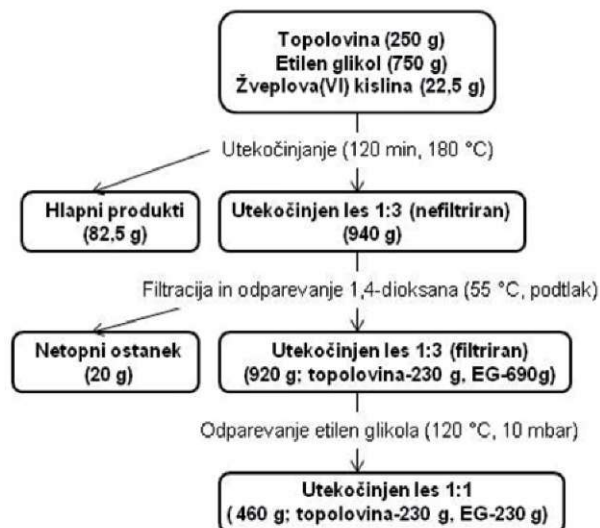 Topolovina (250 g)
Etilen glikol (750 g)
Žveplova(VI) kislina (22,5 g)
Utekočinjanje (120 min, 180 °C)
Hlapni produkti
(82,5 g)
Utekočinjen les 1:3 (nefiltriran)
(940 g)
Filtracija in odparevanje 1,4-dioksana (55 °C, podtlak)
Netopni ostanek
(20 g)
Utekočinjen les 1:3 (filtriran)
(920 g; topolovina-230 g, EG-690g)
Odparevanje etilen glikola (120 °C, 10 mbar)
Utekočinjen les 1:1
( 460 g; topolovina-230 g, EG-230 g)